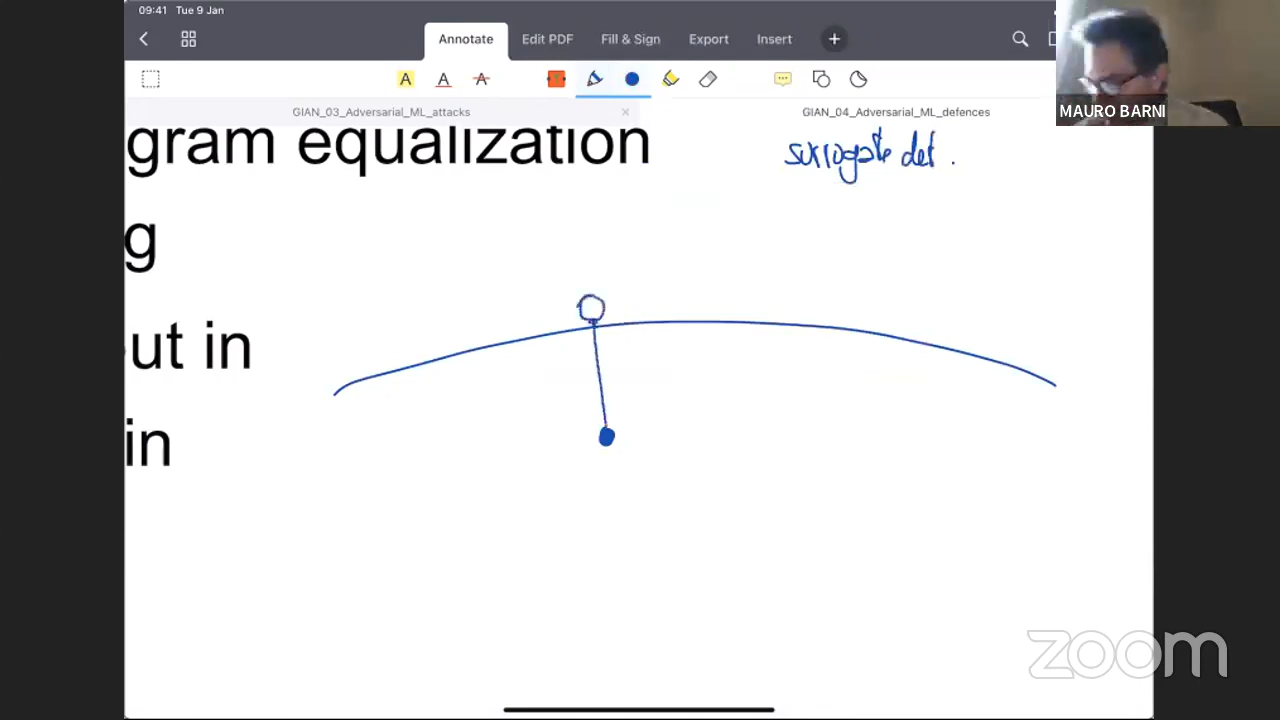 09:41 Tue 9 Jan
Annotate Edit PDF Fill & Sign Export Insert
A A A T
GIAN_03_Adversarial_ML_attacks GIAN_04_Adversarial_ML_defences
MAURO BARNI
gram equalization
surrogate det .
g
ut in
in
zoom